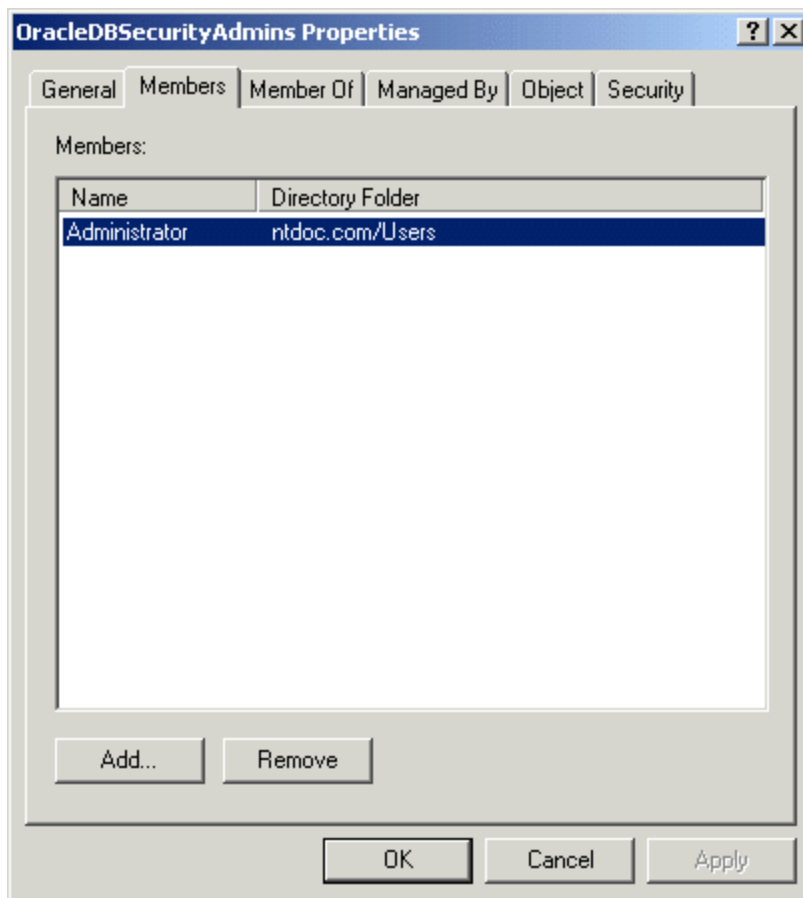 OracleDBSecurityAdmins Properties
General Members Member Of Managed By Object Security
Members:
Name Directory Folder
Administrator ntdoc.com/Users
Add... Remove
OK Cancel Apply